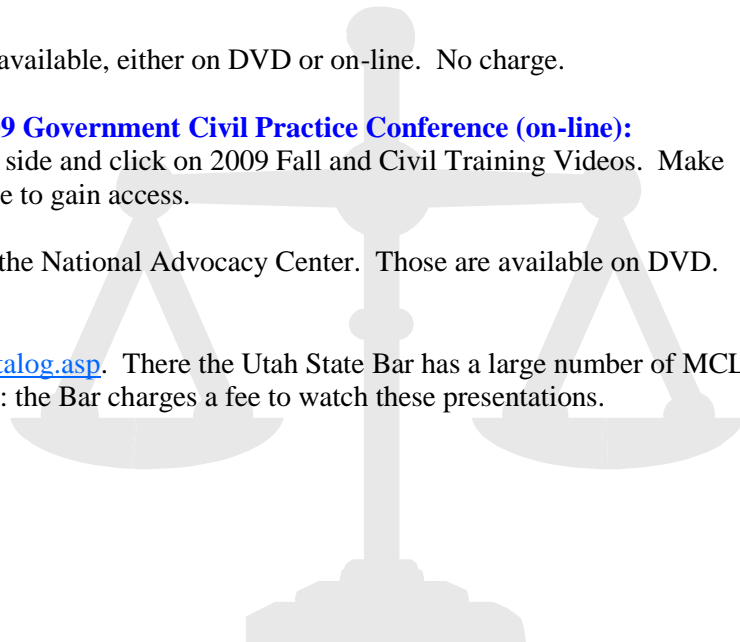 available, either on DVD or on-line. No charge.
9 Government Civil Practice Conference (on-line):
side and click on 2009 Fall and Civil Training Videos. Make
e to gain access.
the National Advocacy Center. Those are available on DVD.
talog.asp. There the Utah State Bar has a large number of MCL
: the Bar charges a fee to watch these presentations.